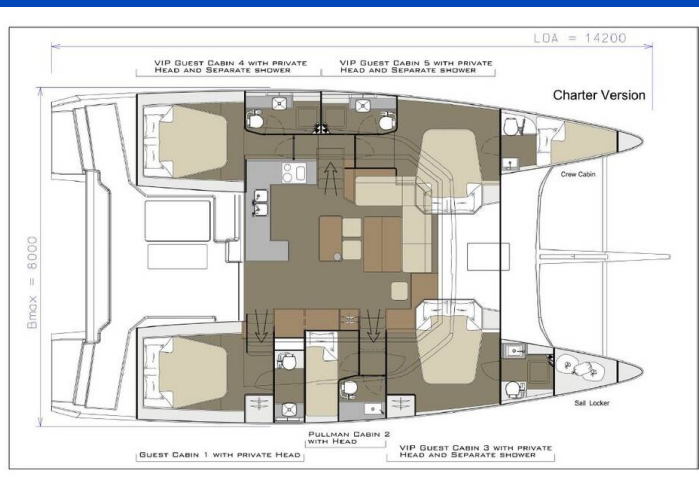 LOA = 14200
VIP Guest Cabin 4 with private
Head and Separate shower
VIP Guest Cabin 5 with private
Head and Separate shower
Charter Version
Crew Cabin
Bmax = 8000
Sail Locker
Pullman Cabin 2
with Head
Guest Cabin 1 with private Head
VIP Guest Cabin 3 with private
Head and Separate shower